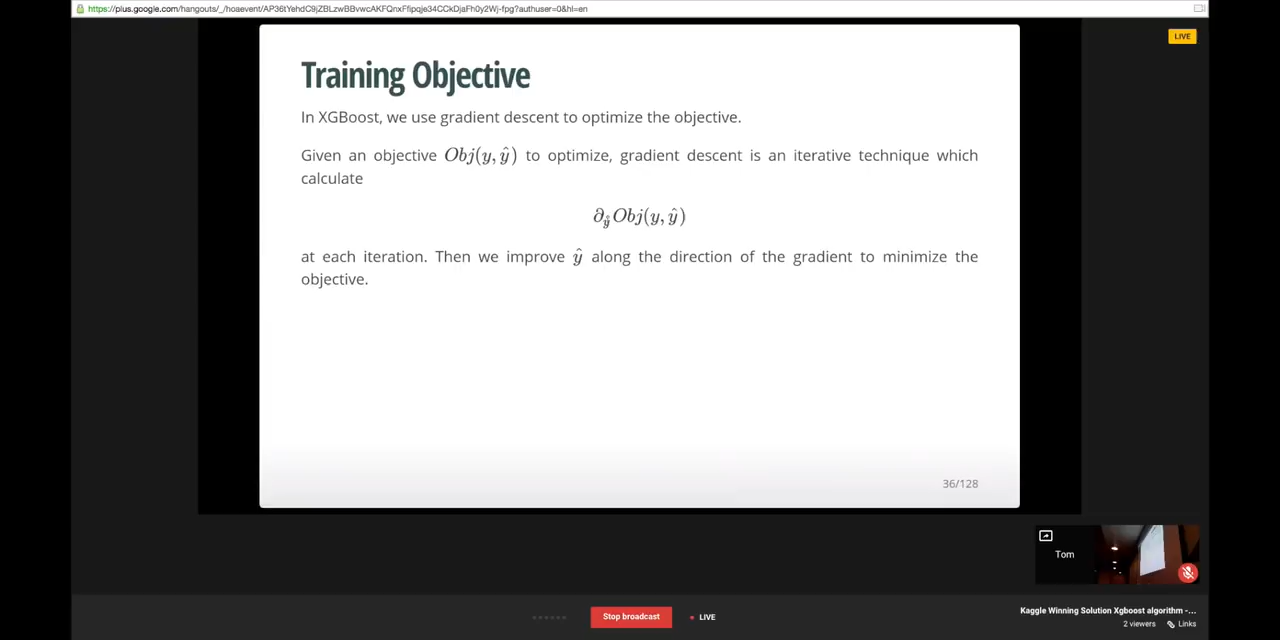 https://plus.google.com/hangouts/_/hoaevent/AP36tYehdC9jZBLzwBBvwcAKFQnxFfipqje34CCkDjaFh0y2Wj-fpg?authuser=0&hl=en
LIVE
Training Objective
In XGBoost, we use gradient descent to optimize the objective.
Given an objective Obj(y, ŷ) to optimize, gradient descent is an iterative technique which
calculate
∂_ŷ Obj(y, ŷ)
at each iteration. Then we improve ŷ along the direction of the gradient to minimize the
objective.
36/128
Tom
Stop broadcast
LIVE
Kaggle Winning Solution Xgboost algorithm -...
2 viewers
Links